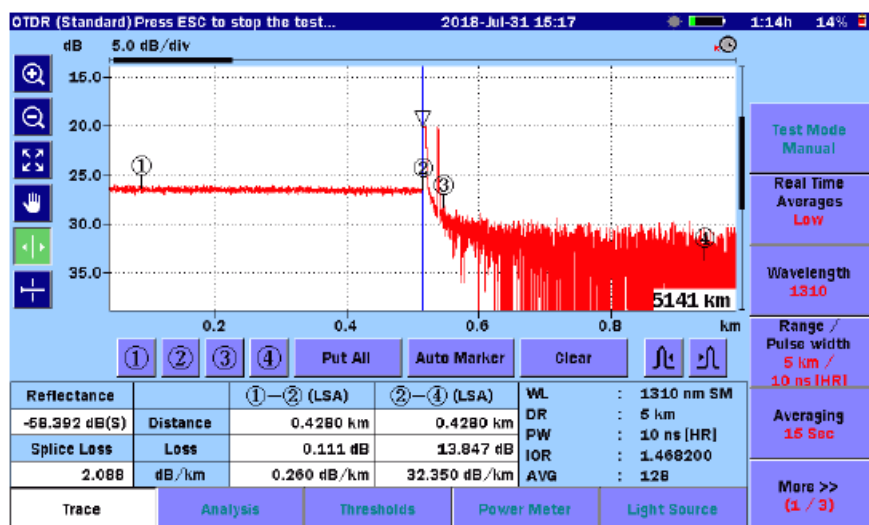 OTDR (Standard) Press ESC to stop the test... 2018-Jul-31 15:17 1:14h 14%
dB 5.0 dB/div
15.0
20.0
25.0
30.0
35.0
① ② ③ ④
5141 km
0.2 0.4 0.6 0.8 km
① ② ③ ④ Put All Auto Marker Clear
Test Mode
Manual
Real Time
Averages
Low
Wavelength
1310
Range /
Pulse width
5 km /
10 ns [HR]
Averaging
15 Sec
More >>
(1 / 3)
Reflectance ①-② (LSA) ②-④ (LSA)
-58.392 dB(S) Distance 0.4280 km 0.4280 km
Splice Loss Loss 0.111 dB 13.847 dB
2.088 dB/km 0.260 dB/km 32.350 dB/km
WL : 1310 nm SM
DR : 5 km
PW : 10 ns [HR]
IOR : 1.468200
AVG : 128
Trace Analysis Thresholds Power Meter Light Source